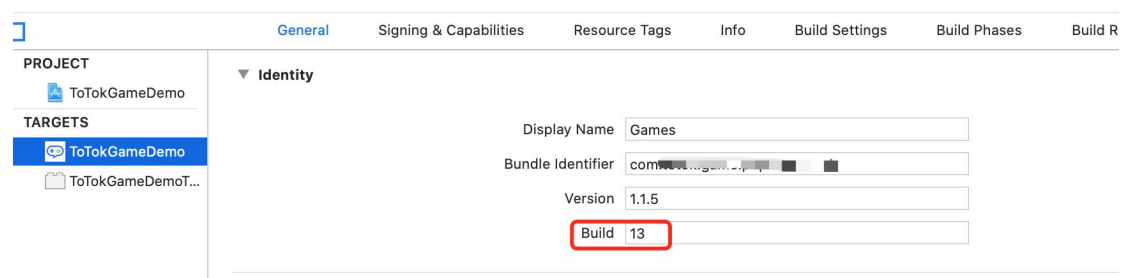 General Signing & Capabilities Resource Tags Info Build Settings Build Phases Build R
PROJECT
ToTokGameDemo
TARGETS
ToTokGameDemo
ToTokGameDemoT...
Identity
Display Name Games
Bundle Identifier
Version 1.1.5
Build 13